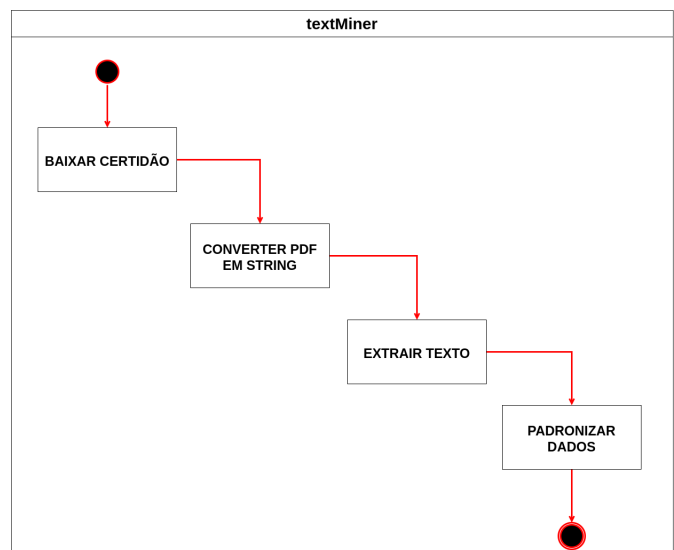 textMiner
BAIXAR CERTIDÃO
CONVERTER PDF
EM STRING
EXTRAIR TEXTO
PADRONIZAR
DADOS